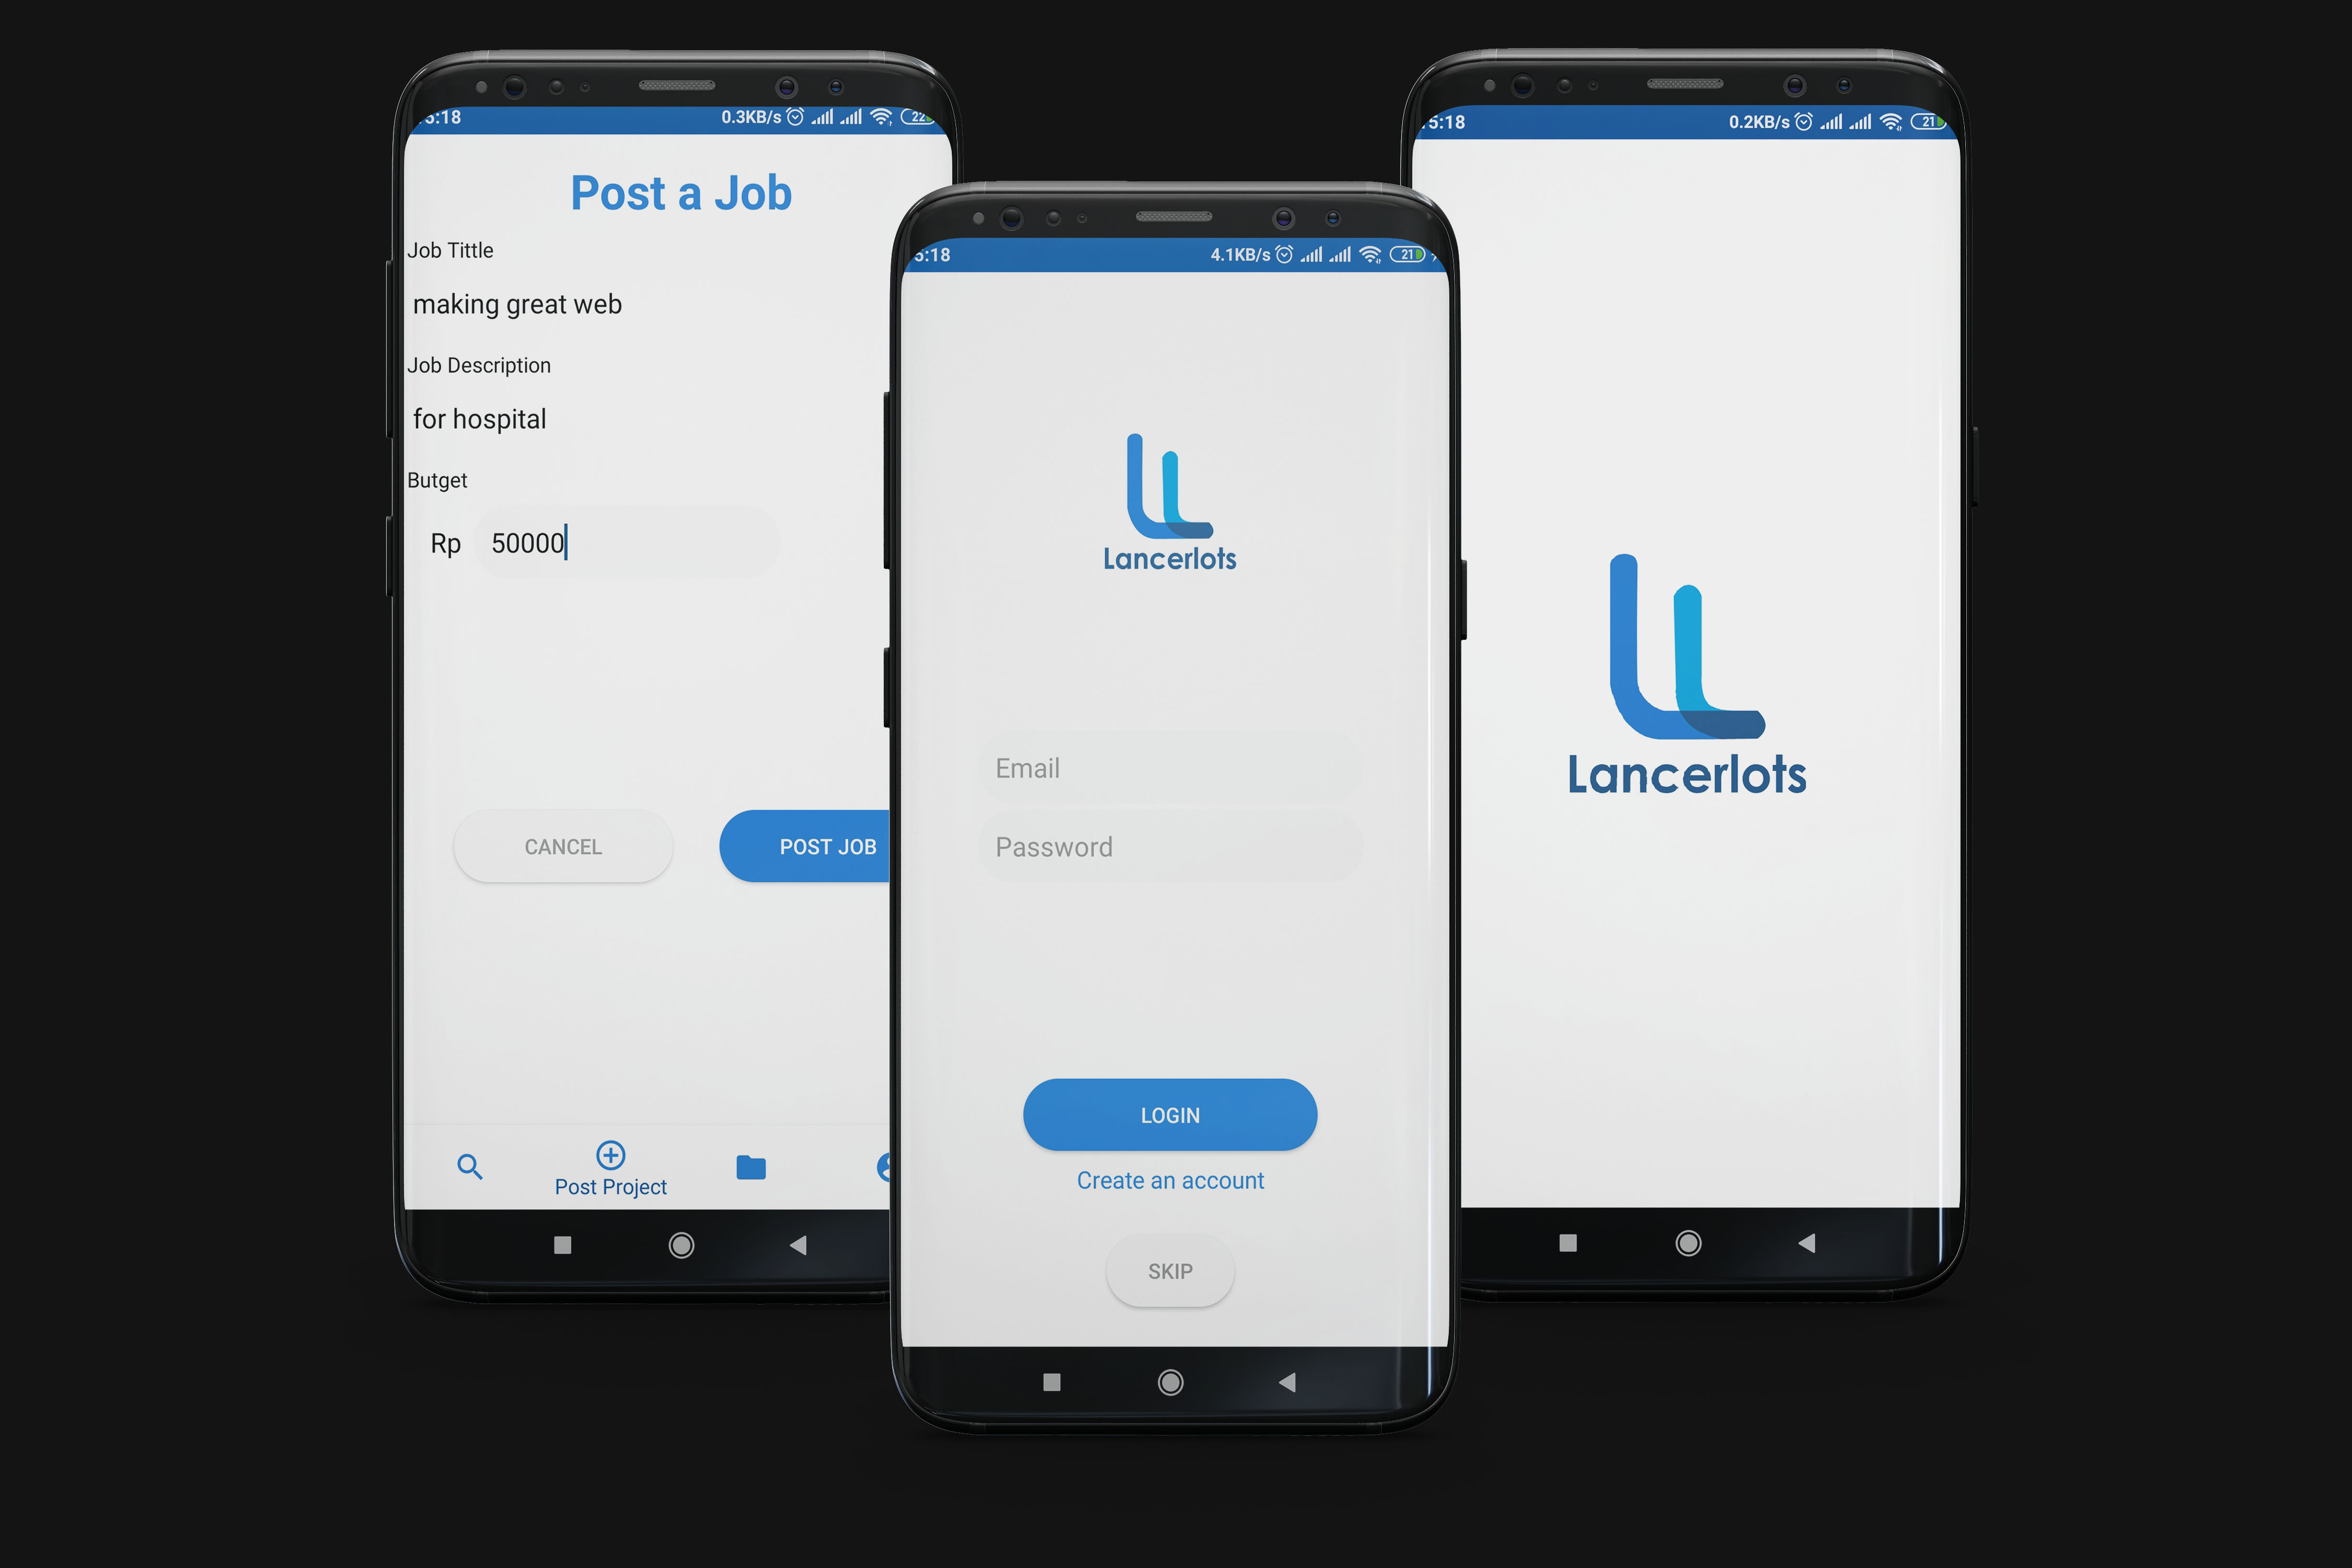 5:18 0.3KB/s 22
Post a Job
Job Tittle
making great web
Job Description
for hospital
Butget
Rp 50000
CANCEL POST JOB
Post Project
5:18 4.1KB/s 21
Lancerlots
Email
Password
LOGIN
Create an account
SKIP
5:18 0.2KB/s 21
Lancerlots